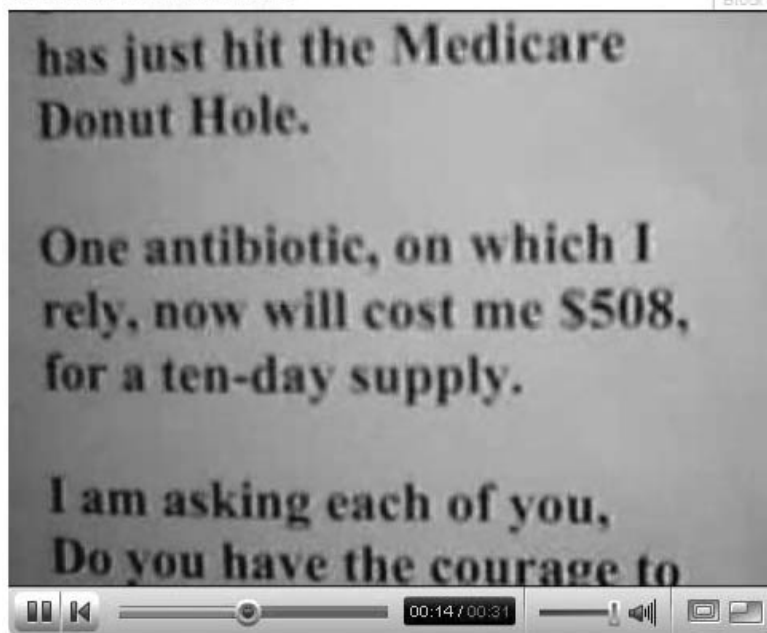 has just hit the Medicare
Donut Hole.
One antibiotic, on which I
rely, now will cost me $508,
for a ten-day supply.
I am asking each of you,
Do you have the courage to
00:14 / 00:31